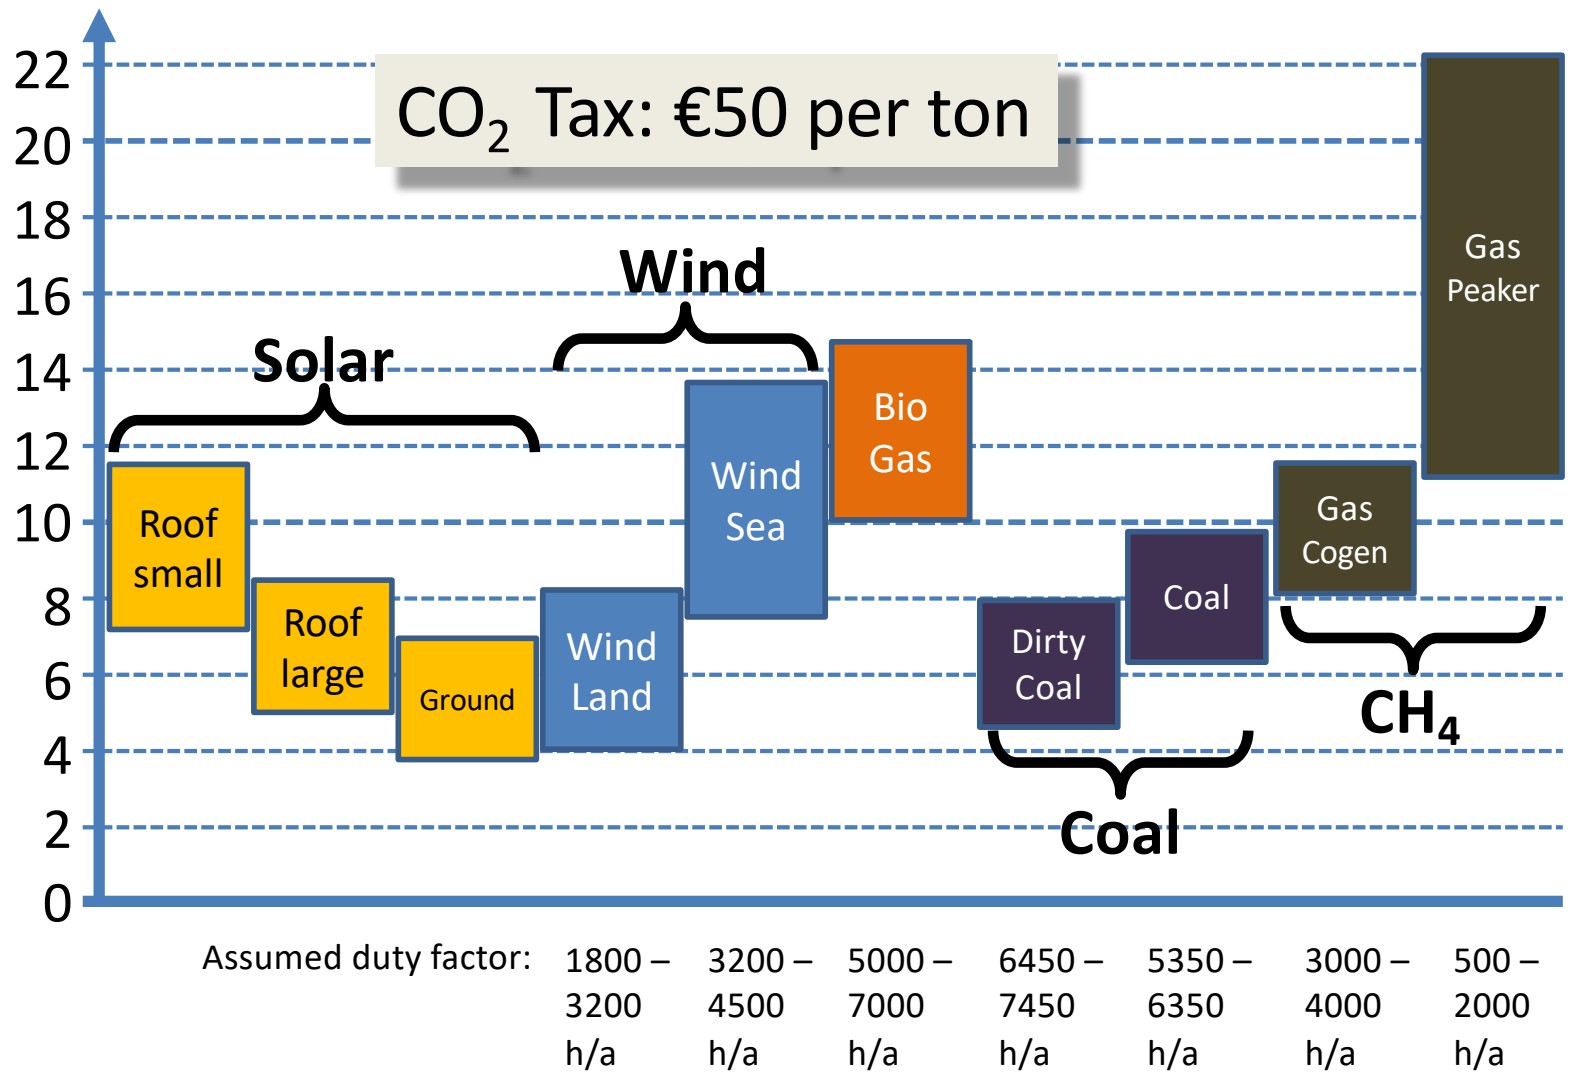 22
20
18
16
14
12
10
8
6
4
2
0
CO₂ Tax: €50 per ton
Solar
Wind
Roof
small
Roof
large
Ground
Wind
Land
Wind
Sea
Bio
Gas
Dirty
Coal
Coal
Coal
Gas
Cogen
Gas
Peaker
CH₄
Assumed duty factor:
1800 –
3200
h/a
3200 –
4500
h/a
5000 –
7000
h/a
6450 –
7450
h/a
5350 –
6350
h/a
3000 –
4000
h/a
500 –
2000
h/a